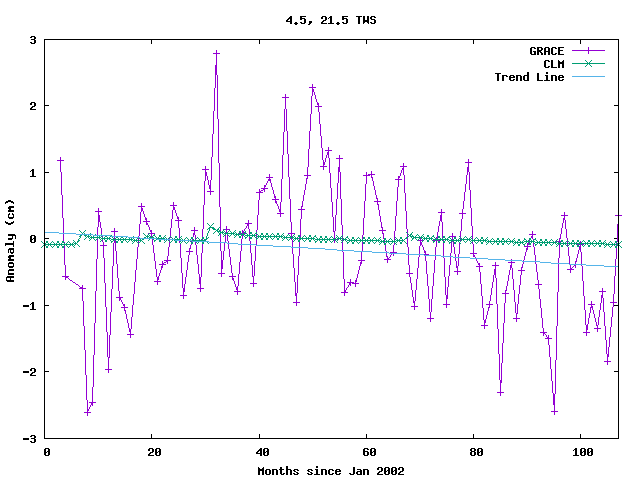 4.5, 21.5 TWS
GRACE
CLM
Trend Line
Anomaly (cm)
3
2
1
0
-1
-2
-3
0 20 40 60 80 100
Months since Jan 2002